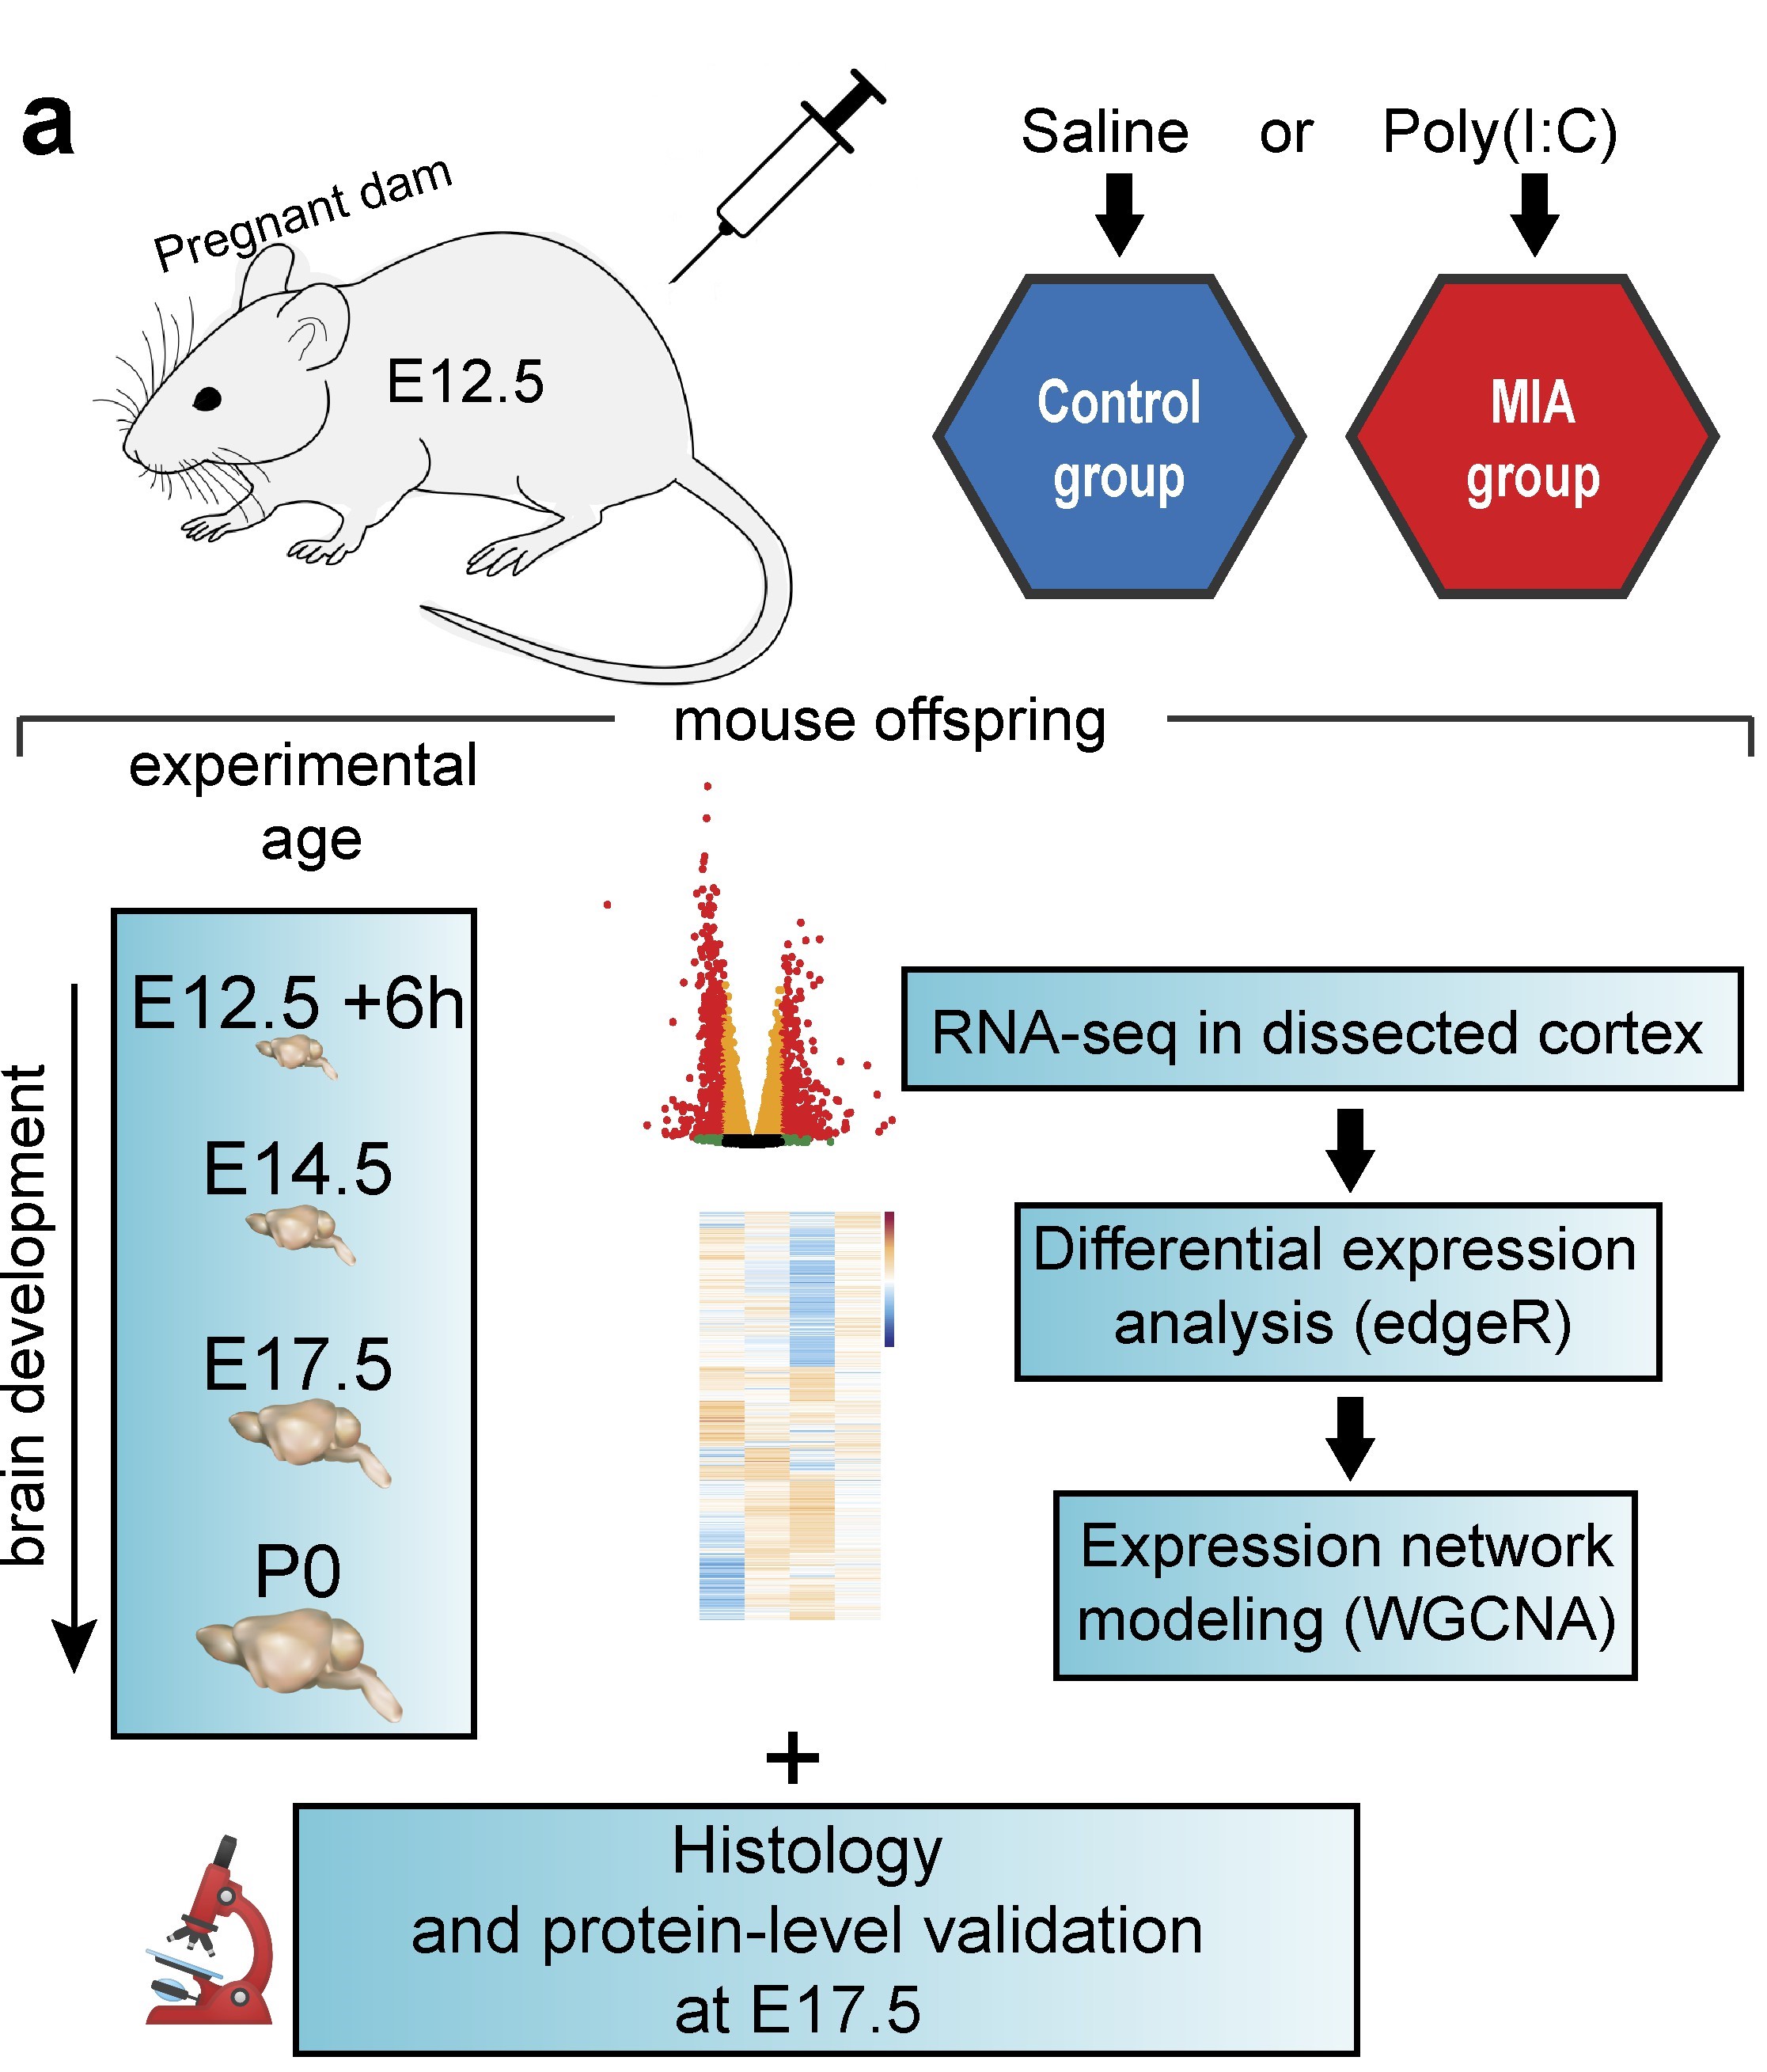 a
Pregnant dam
E12.5
Saline or Poly(I:C)
Control
group
MIA
group
mouse offspring
experimental
age
brain development
E12.5 +6h
E14.5
E17.5
P0
RNA-seq in dissected cortex
Differential expression
analysis (edgeR)
Expression network
modeling (WGCNA)
+
Histology
and protein-level validation
at E17.5